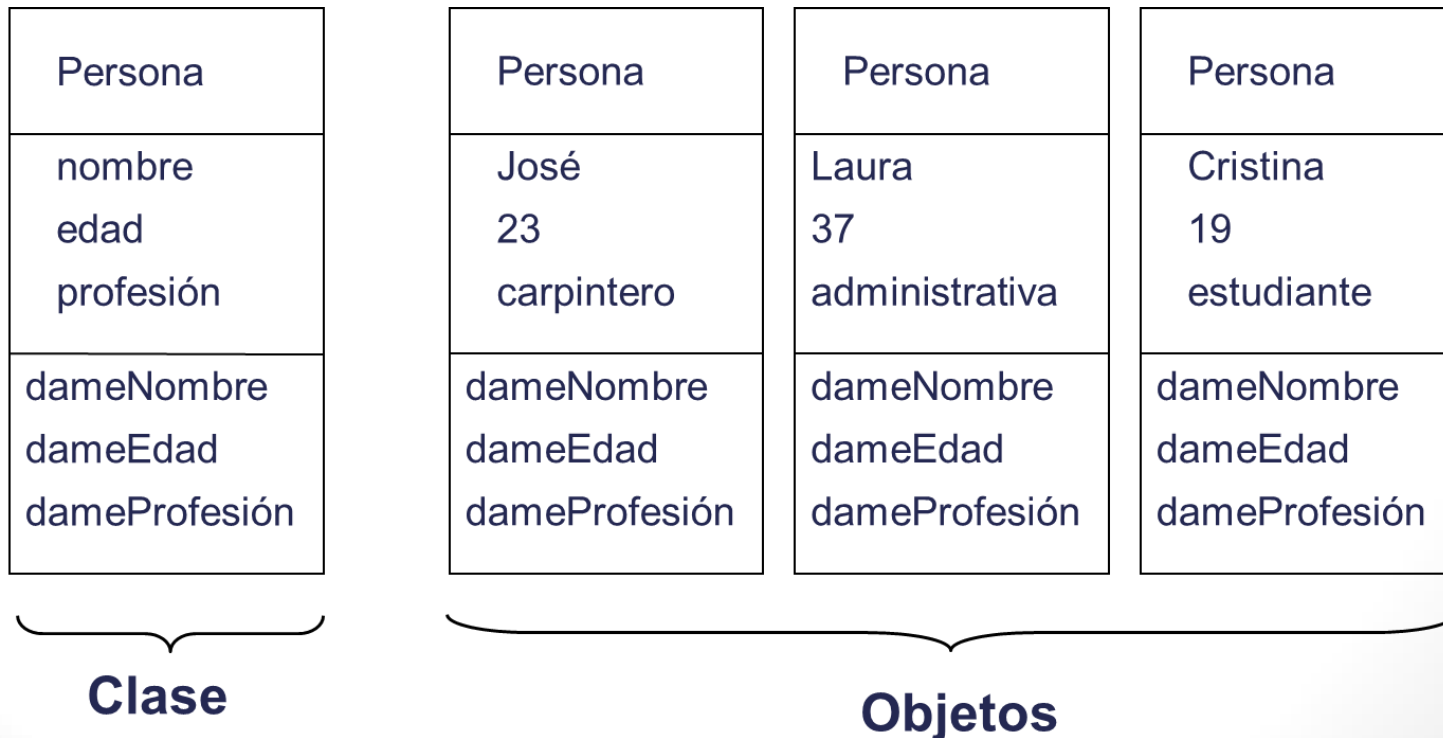 Persona
nombre
edad
profesión
dameNombre
dameEdad
dameProfesión
Clase
Persona
José
23
carpintero
dameNombre
dameEdad
dameProfesión
Persona
Laura
37
administrativa
dameNombre
dameEdad
dameProfesión
Persona
Cristina
19
estudiante
dameNombre
dameEdad
dameProfesión
Objetos